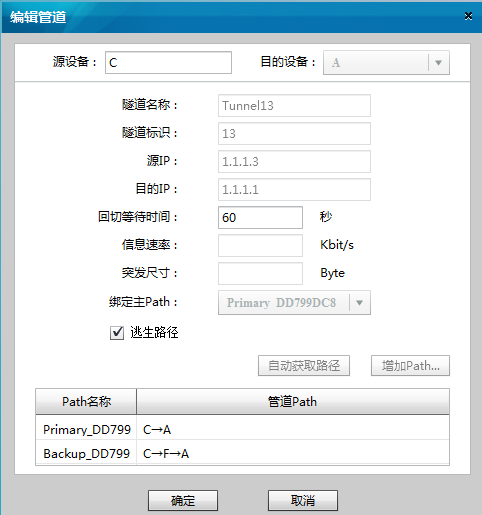 编辑管道
源设备： C 目的设备： A
隧道名称： Tunnel13
隧道标识： 13
源IP： 1.1.1.3
目的IP： 1.1.1.1
回切等待时间： 60 秒
信息速率： Kbit/s
突发尺寸： Byte
绑定主Path： Primary_DD799DC8
逃生路径
自动获取路径 增加Path...
Path名称 管道Path
Primary_DD799 C→A
Backup_DD799 C→F→A
确定 取消